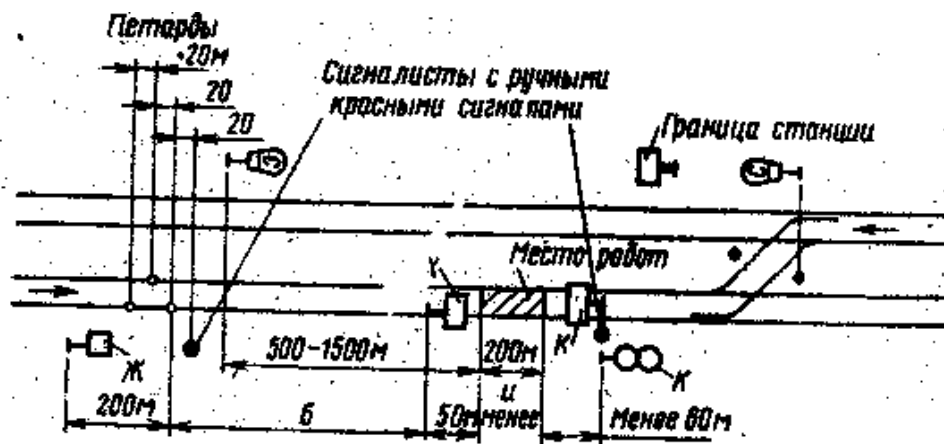 Петарды
20м
20
20
Сигналисты с ручными
красными сигналами
Граница станции
З
С
Место работ
К
500-1500м
200м
и
менее
К
Ж
200м
б
50м
Менее 60м